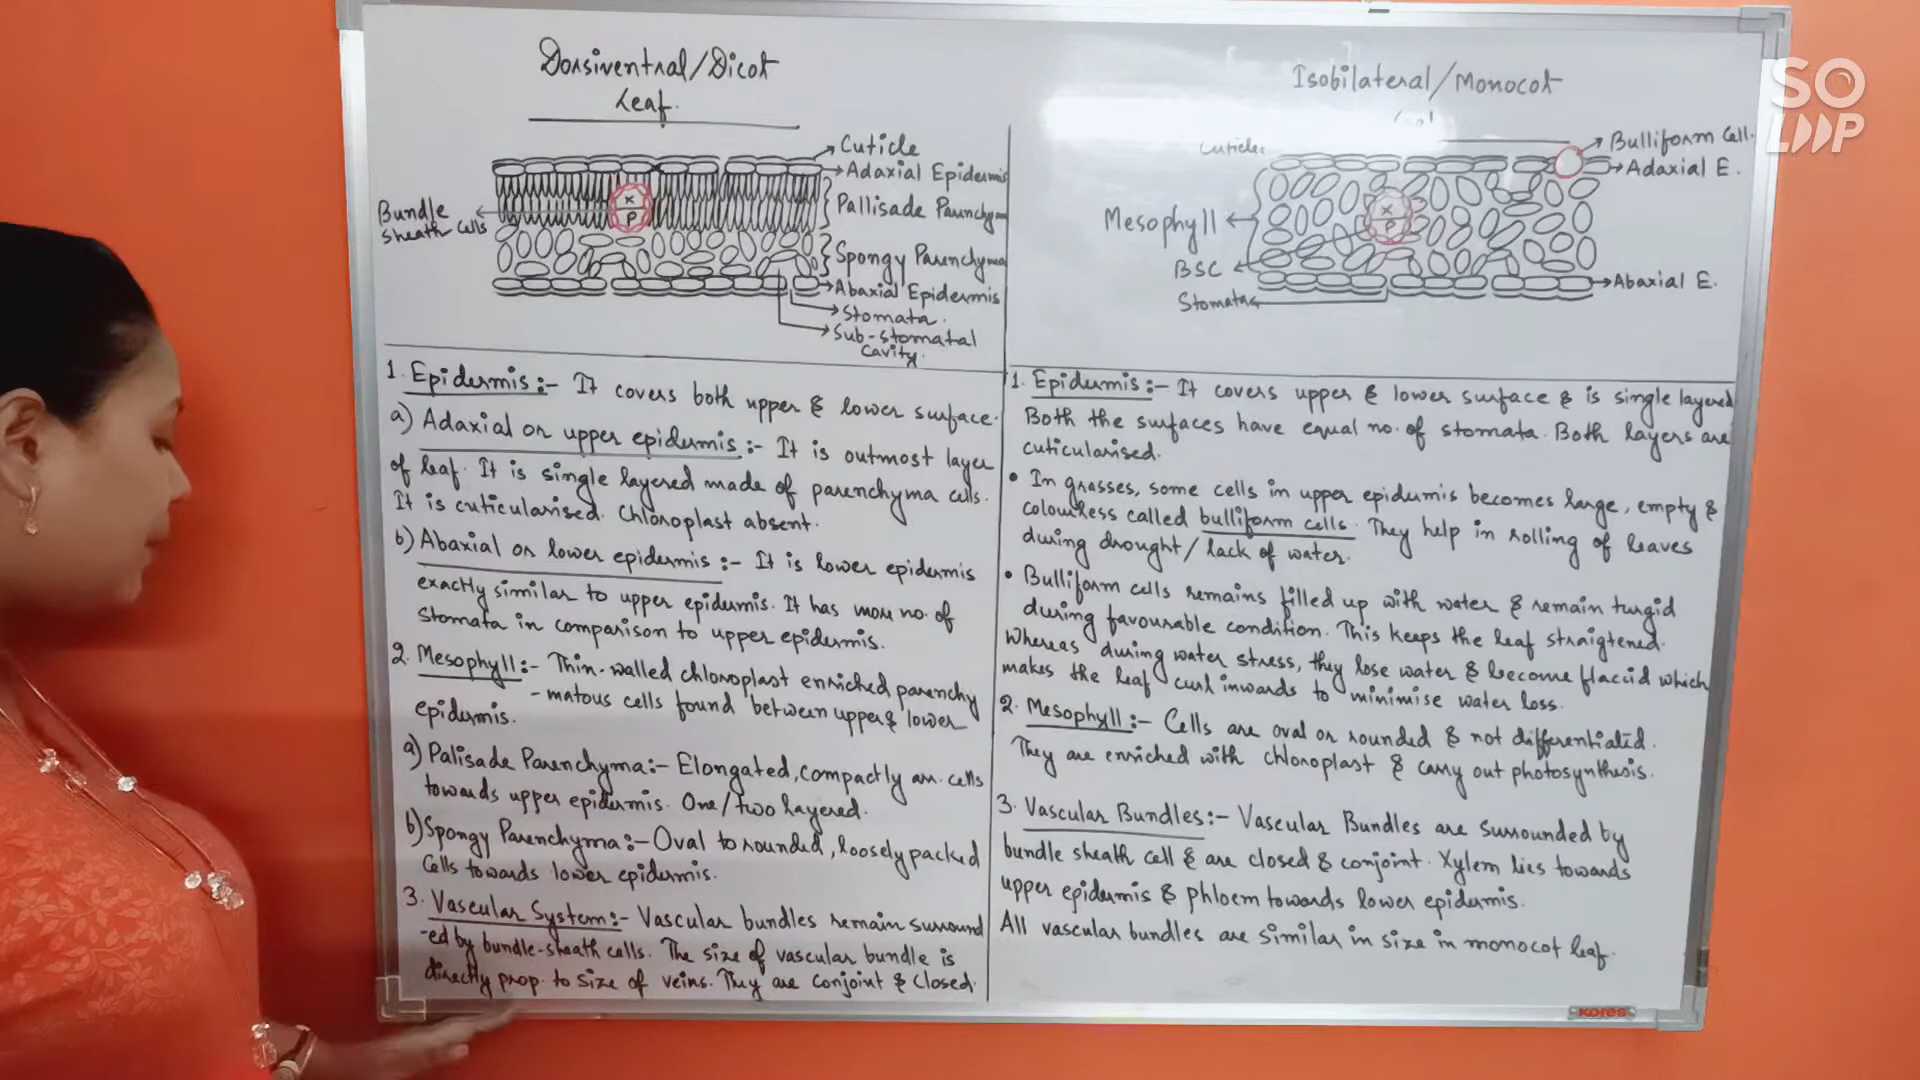 Dorsiventral/Dicot
Leaf.
Cuticle
Adaxial Epidermis
Pallisade Parenchyma
Bundle
Sheath Cells
x
P
Spongy Parenchyma
Abaxial Epidermis
Stomata.
Sub-stomatal
Cavity.
1. Epidermis:- It covers both upper & lower surface.
a) Adaxial or upper epidermis:- It is outmost layer
of leaf. It is single layered made of parenchyma cells.
It is cuticularised. Chloroplast absent.
b) Abaxial or lower epidermis:- It is lower epidermis
exactly similar to upper epidermis. It has more no. of
stomata in comparison to upper epidermis.
2. Mesophyll:- Thin-walled chloroplast enriched parenchy
-matous cells found between upper & lower
epidermis.
a) Palisade Parenchyma:- Elongated, compactly arr. cells
towards upper epidermis. One/two layered.
b) Spongy Parenchyma:- Oval to rounded, loosely packed
cells towards lower epidermis.
3. Vascular System:- Vascular bundles remain surround
-ed by bundle-sheath cells. The size of vascular bundle is
directly prop. to size of veins. They are conjoint & closed.
Isobilateral/Monocot
Cuticle
Bulliform Cell.
Adaxial E.
Mesophyll
x
P
BSC
Stomata
Abaxial E.
1. Epidermis:- It covers upper & lower surface & is single layered
Both the surfaces have equal no. of stomata. Both layers are
cuticularised.
• In grasses, some cells in upper epidermis becomes large, empty &
colourless called bulliform cells. They help in rolling of leaves
during drought/lack of water.
• Bulliform cells remains filled up with water & remain turgid
during favourable condition. This keeps the leaf straigtened.
Whereas during water stress, they lose water & become flaccid which
makes the leaf curl inwards to minimise water loss.
2. Mesophyll:- Cells are oval or rounded & not differentiated.
They are enriched with chloroplast & carry out photosynthesis.
3. Vascular Bundles:- Vascular Bundles are surrounded by
bundle sheath cell & are closed & conjoint. Xylem lies towards
upper epidermis & phloem towards lower epidermis.
All vascular bundles are similar in size in monocot leaf.
kores
SO
LOOP